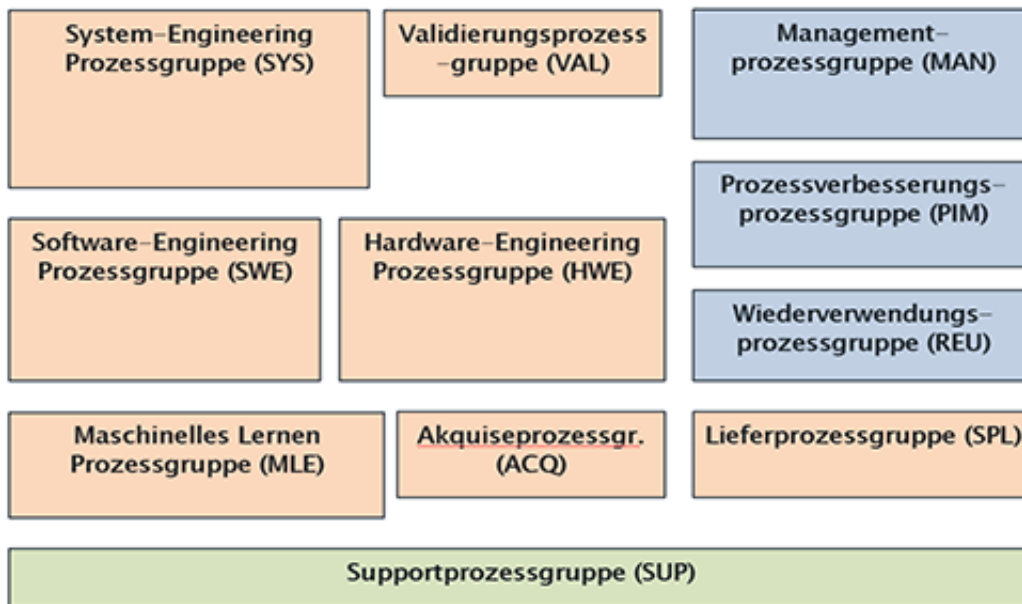 System-Engineering
Prozessgruppe (SYS)
Validierungsprozess
-gruppe (VAL)
Management-
prozessgruppe (MAN)
Prozessverbesserungs-
prozessgruppe (PIM)
Software-Engineering
Prozessgruppe (SWE)
Hardware-Engineering
Prozessgruppe (HWE)
Wiederverwendungs-
prozessgruppe (REU)
Maschinelles Lernen
Prozessgruppe (MLE)
Akquiseprozessgr.
(ACQ)
Lieferprozessgruppe (SPL)
Supportprozessgruppe (SUP)